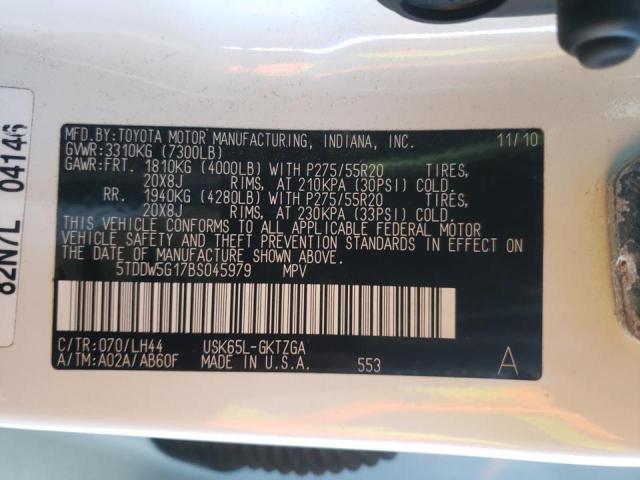 MFD.BY:TOYOTA MOTOR MANUFACTURING, INDIANA, INC. 11/10
GVWR:3310KG (7300LB)
GAWR:FRT. 1810KG (4000LB) WITH P275/55R20 TIRES,
20X8J RIMS, AT 210KPA (30PSI) COLD.
RR. 1940KG (4280LB) WITH P275/55R20 TIRES,
20X8J RIMS, AT 230KPA (33PSI) COLD.
THIS VEHICLE CONFORMS TO ALL APPLICABLE FEDERAL MOTOR
VEHICLE SAFETY AND THEFT PREVENTION STANDARDS IN EFFECT ON
THE DATE OF MANUFACTURE SHOWN ABOVE.
5TDDW5G17BS045979 MPV
C/TR:070/LH44 USK65L-GKTZGA
A/TM:A02A/AB60F MADE IN U.S.A. 553 A
82N7L 04146